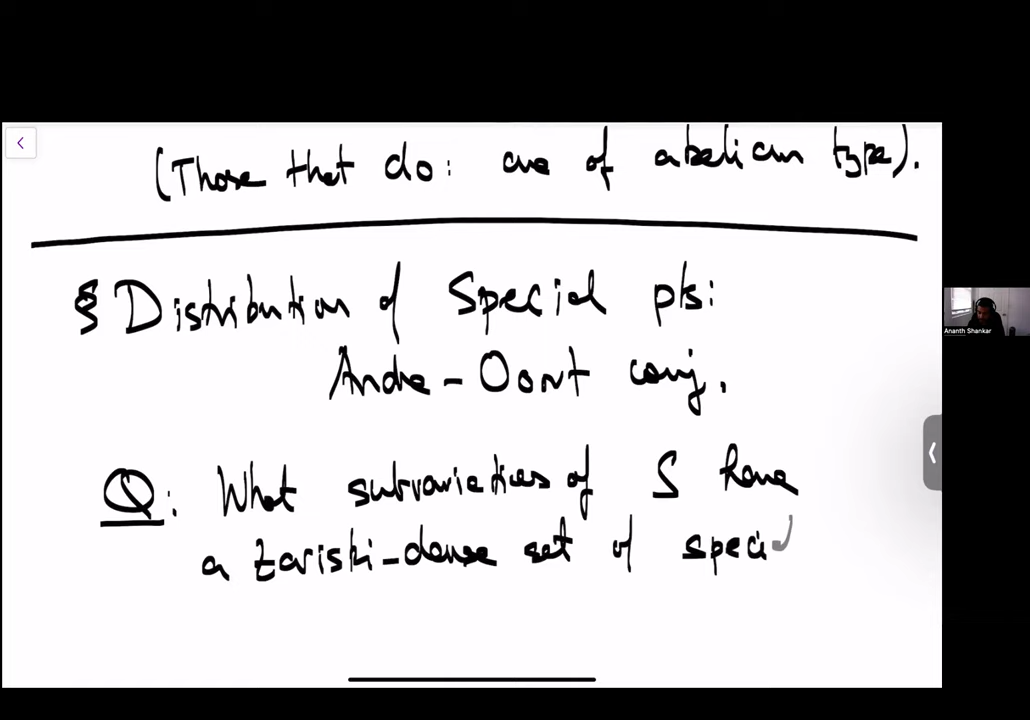 (Those that do: are of abelian type).
§ Distribution of Special pts:
Andre-Oort conj.
Q: What subvarieties of S have
a Zariski-dense set of speci
Ananth Shankar